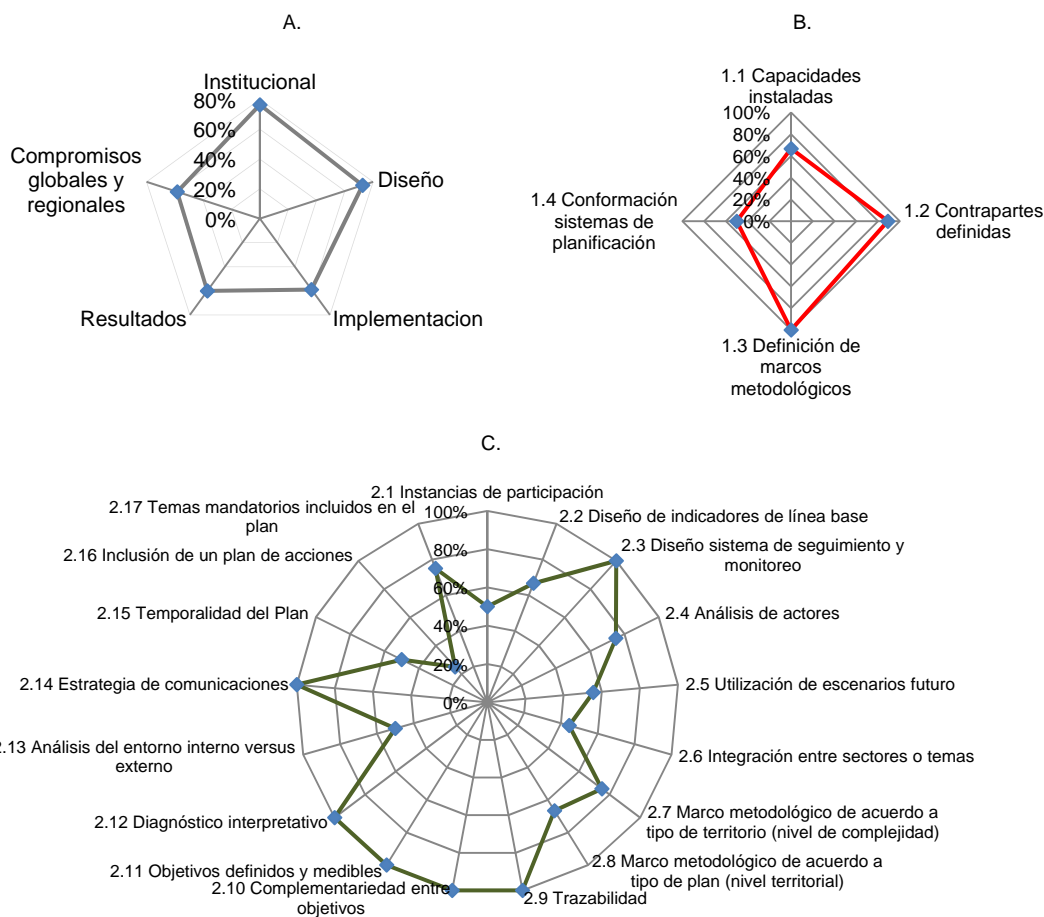 A.
Institucional
80%
60%
40%
20%
0%
Diseño
Implementacion
Resultados
Compromisos
globales y
regionales
B.
1.1 Capacidades
instaladas
100%
80%
60%
40%
20%
0%
1.2 Contrapartes
definidas
1.3 Definición de
marcos
metodológicos
1.4 Conformación
sistemas de
planificación
C.
2.1 Instancias de participación
100%
80%
60%
40%
20%
0%
2.2 Diseño de indicadores de línea base
2.3 Diseño sistema de seguimiento y
monitoreo
2.4 Análisis de actores
2.5 Utilización de escenarios futuro
2.6 Integración entre sectores o temas
2.7 Marco metodológico de acuerdo a
tipo de territorio (nivel de complejidad)
2.8 Marco metodológico de acuerdo a
tipo de plan (nivel territorial)
2.9 Trazabilidad
2.10 Complementariedad entre
objetivos
2.11 Objetivos definidos y medibles
2.12 Diagnóstico interpretativo
2.13 Análisis del entorno interno versus
externo
2.14 Estrategia de comunicaciones
2.15 Temporalidad del Plan
2.16 Inclusión de un plan de acciones
2.17 Temas mandatorios incluidos en el
plan